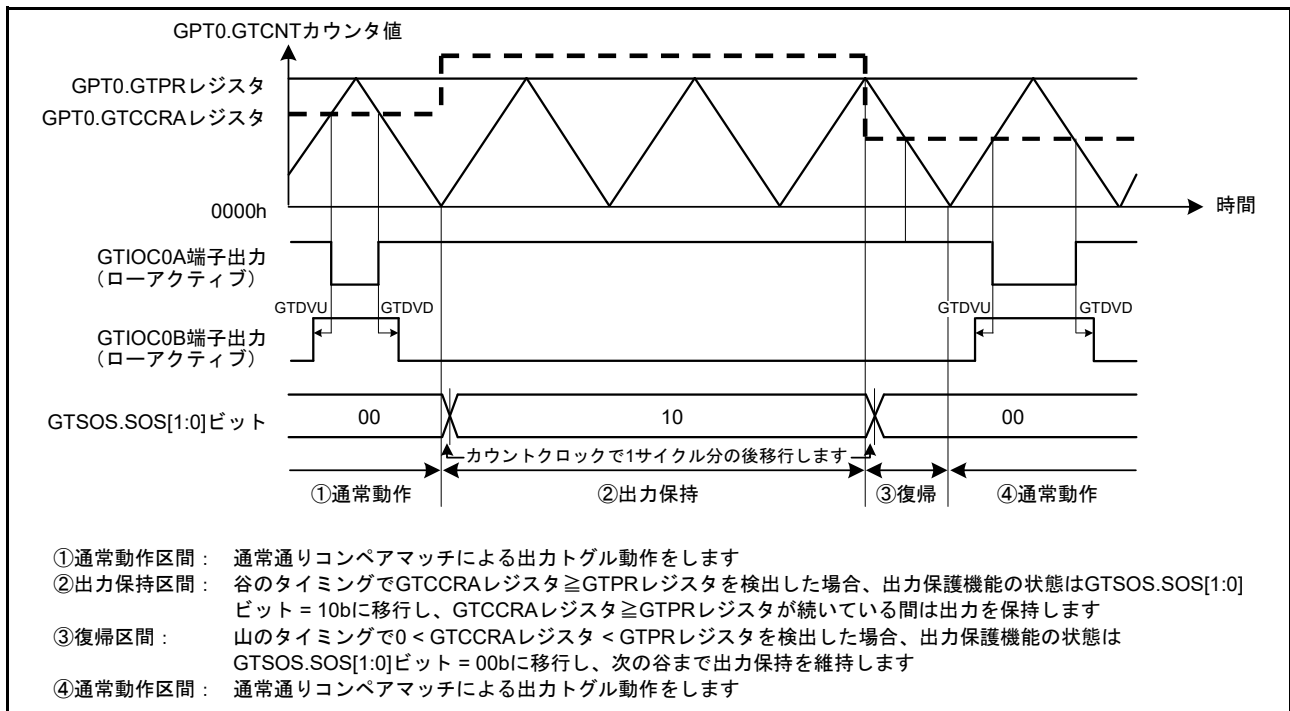 GPT0.GTCNTカウンタ値
GPT0.GTPRレジスタ
GPT0.GTCCRAレジスタ
0000h
時間
GTIOC0A端子出力
（ローアクティブ）
GTDVU
GTDVD
GTDVU
GTDVD
GTIOC0B端子出力
（ローアクティブ）
GTSOS.SOS[1:0]ビット
00
10
00
カウントクロックで1サイクル分の後移行します
①通常動作
②出力保持
③復帰
④通常動作
①通常動作区間： 通常通りコンペアマッチによる出力トグル動作をします
②出力保持区間： 谷のタイミングでGTCCRAレジスタ≧GTPRレジスタを検出した場合、出力保護機能の状態はGTSOS.SOS[1:0]
ビット = 10bに移行し、GTCCRAレジスタ≧GTPRレジスタが続いている間は出力を保持します
③復帰区間： 山のタイミングで0 < GTCCRAレジスタ < GTPRレジスタを検出した場合、出力保護機能の状態は
GTSOS.SOS[1:0]ビット = 00bに移行し、次の谷まで出力保持を維持します
④通常動作区間： 通常通りコンペアマッチによる出力トグル動作をします